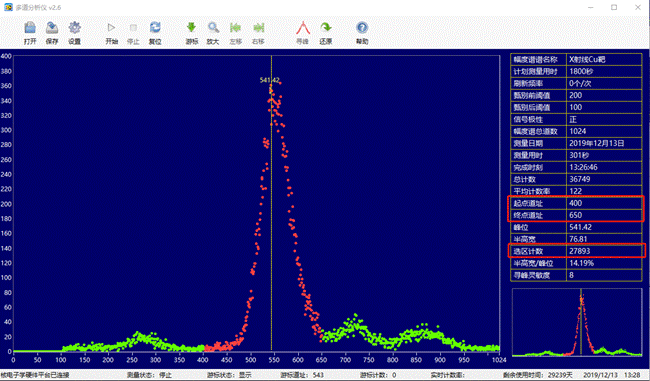 多道分析仪 v2.6
打开 保存 设置 开始 停止 复位 游标 放大 左移 右移 寻峰 还原 帮助
400
380
360
340
320
300
280
260
240
220
200
180
160
140
120
100
80
60
40
20
0
541.42
0 50 100 150 200 250 300 350 400 450 500 550 600 650 700 750 800 850 900 950 1024
幅度谱谱名称 X射线Cu靶
计划测量用时 1800秒
刷新频率 0个/次
甄别前阈值 200
甄别后阈值 100
信号极性 正
幅度谱总道数 1024
测量日期 2019年12月13日
测量用时 301秒
完成时刻 13:26:46
总计数 36749
平均计数率 122
起点道址 400
终点道址 650
峰位 541.42
半高宽 76.81
选区计数 27893
半高宽/峰位 14.19%
寻峰灵敏度 8
核电子学硬件平台已连接 测量状态: 停止 游标状态: 显示 游标道址: 543 游标计数: 0 实时计数率: 剩余使用时间: 29239天 2019/12/13 13:28